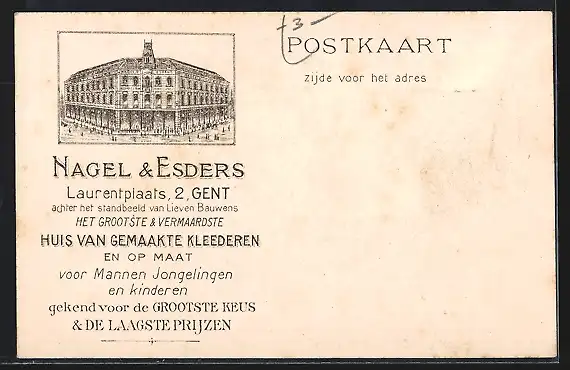 3-
POSTKAART
zijde voor het adres
NAGEL & ESDERS
Laurentplaats, 2, GENT
achter het standbeeld van Lieven Bauwens
HET GROOTSTE & VERMAARDSTE
HUIS VAN GEMAAKTE KLEEDEREN
EN OP MAAT
voor Mannen Jongelingen
en kinderen
gekend voor de GROOTSTE KEUS
& DE LAAGSTE PRIJZEN